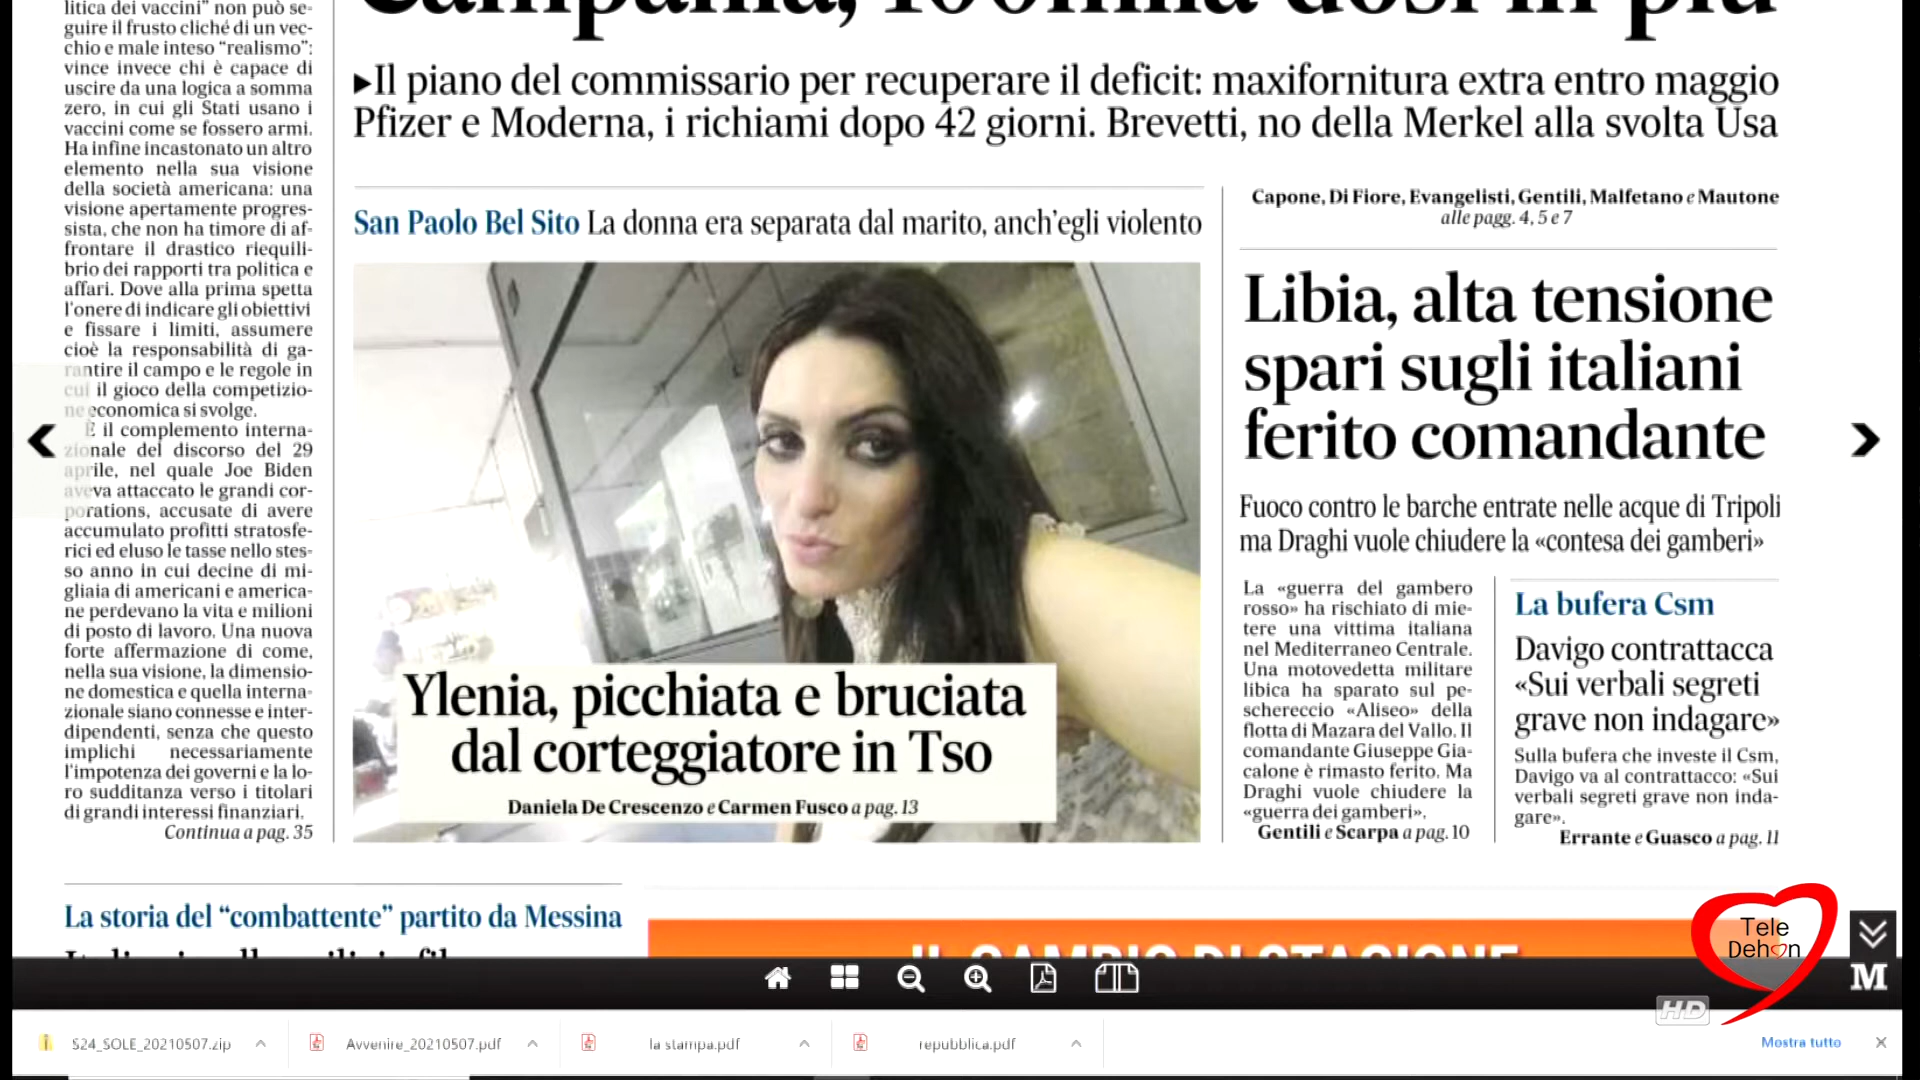 litica dei vaccini” non può se-
guire il frusto cliché di un vec-
chio e male inteso “realismo”:
vince invece chi è capace di
uscire da una logica a somma
zero, in cui gli Stati usano i
vaccini come se fossero armi.
Ha infine incastonato un altro
elemento nella sua visione
della società americana: una
visione apertamente progres-
sista, che non ha timore di af-
frontare il drastico riequili-
brio dei rapporti tra politica e
affari. Dove alla prima spetta
l'onere di indicare gli obiettivi
e fissare i limiti, assumere
cioè la responsabilità di ga-
rantire il campo e le regole in
cui il gioco della competizio-
ne economica si svolge.
È il complemento interna-
zionale del discorso del 29
aprile, nel quale Joe Biden
aveva attaccato le grandi cor-
porations, accusate di avere
accumulato profitti stratosfe-
rici ed eluso le tasse nello stes-
so anno in cui decine di mi-
gliaia di americani e america-
ne perdevano la vita e milioni
di posto di lavoro. Una nuova
forte affermazione di come,
nella sua visione, la dimensio-
ne domestica e quella interna-
zionale siano connesse e inter-
dipendenti, senza che questo
implichi necessariamente
l'impotenza dei governi e la lo-
ro sudditanza verso i titolari
di grandi interessi finanziari.
Continua a pag. 35
Campania, 100mila dosi in più
▸Il piano del commissario per recuperare il deficit: maxifornitura extra entro maggio
Pfizer e Moderna, i richiami dopo 42 giorni. Brevetti, no della Merkel alla svolta Usa
San Paolo Bel Sito La donna era separata dal marito, anch'egli violento
Ylenia, picchiata e bruciata
dal corteggiatore in Tso
Daniela De Crescenzo e Carmen Fusco a pag. 13
Capone, Di Fiore, Evangelisti, Gentili, Malfetano e Mautone
alle pagg. 4, 5 e 7
Libia, alta tensione
spari sugli italiani
ferito comandante
Fuoco contro le barche entrate nelle acque di Tripoli
ma Draghi vuole chiudere la «contesa dei gamberi»
La «guerra del gambero
rosso» ha rischiato di mie-
tere una vittima italiana
nel Mediterraneo Centrale.
Una motovedetta militare
libica ha sparato sul pe-
schereccio «Aliseo» della
flotta di Mazara del Vallo. Il
comandante Giuseppe Gia-
calone è rimasto ferito. Ma
Draghi vuole chiudere la
«guerra dei gamberi».
Gentili e Scarpa a pag. 10
La bufera Csm
Davigo contrattacca
«Sui verbali segreti
grave non indagare»
Sulla bufera che investe il Csm,
Davigo va al contrattacco: «Sui
verbali segreti grave non inda-
gare».
Errante e Guasco a pag. 11
La storia del “combattente” partito da Messina
IL CAMBIO DI STAGIONE
Tele
Dehon
HD
M
S24_SOLE_20210507.zip
Avvenire_20210507.pdf
la stampa.pdf
repubblica.pdf
Mostra tutto